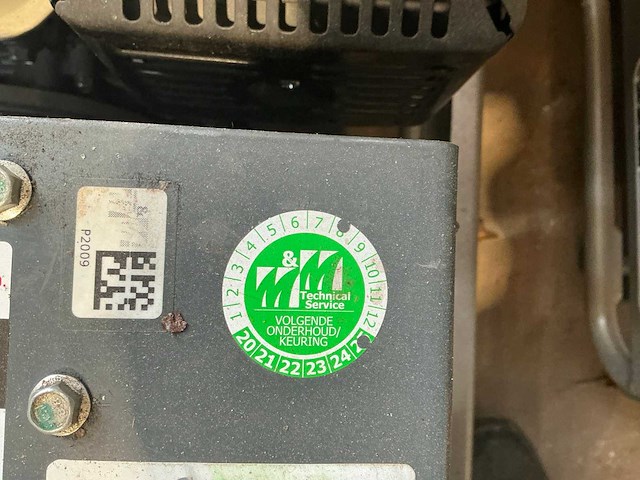 &
P2009
1 2 3 4 5 6 7 8 9 10 11 12
M&M
Technical
Service
VOLGENDE
ONDERHOUD/
KEURING
20 21 22 23 24